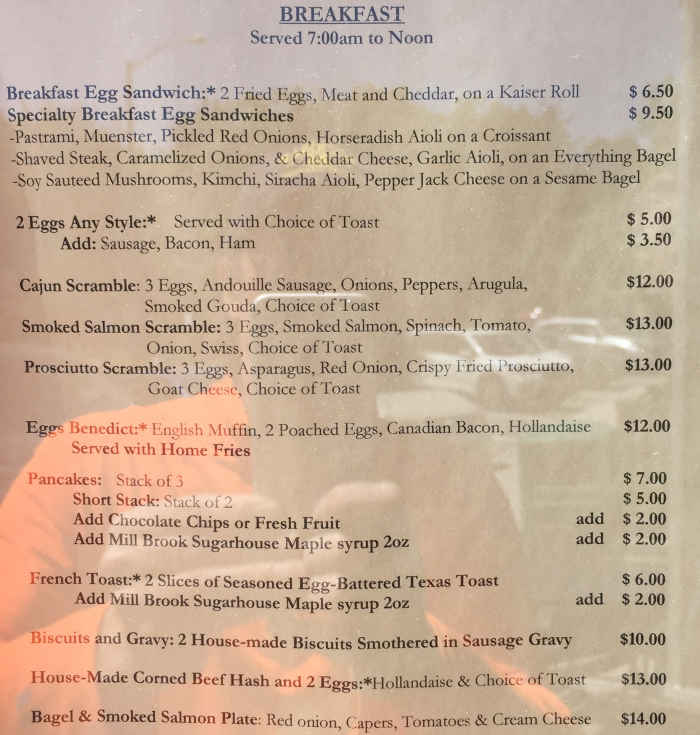 BREAKFAST
Served 7:00am to Noon
Breakfast Egg Sandwich:* 2 Fried Eggs, Meat and Cheddar, on a Kaiser Roll $ 6.50
Specialty Breakfast Egg Sandwiches $ 9.50
-Pastrami, Muenster, Pickled Red Onions, Horseradish Aioli on a Croissant
-Shaved Steak, Caramelized Onions, & Cheddar Cheese, Garlic Aioli, on an Everything Bagel
-Soy Sauteed Mushrooms, Kimchi, Siracha Aioli, Pepper Jack Cheese on a Sesame Bagel
2 Eggs Any Style:* Served with Choice of Toast $ 5.00
Add: Sausage, Bacon, Ham $ 3.50
Cajun Scramble: 3 Eggs, Andouille Sausage, Onions, Peppers, Arugula, $12.00
Smoked Gouda, Choice of Toast
Smoked Salmon Scramble: 3 Eggs, Smoked Salmon, Spinach, Tomato, $13.00
Onion, Swiss, Choice of Toast
Prosciutto Scramble: 3 Eggs, Asparagus, Red Onion, Crispy Fried Prosciutto, $13.00
Goat Cheese, Choice of Toast
Eggs Benedict:* English Muffin, 2 Poached Eggs, Canadian Bacon, Hollandaise $12.00
Served with Home Fries
Pancakes: Stack of 3 $ 7.00
Short Stack: Stack of 2 $ 5.00
Add Chocolate Chips or Fresh Fruit add $ 2.00
Add Mill Brook Sugarhouse Maple syrup 2oz add $ 2.00
French Toast:* 2 Slices of Seasoned Egg-Battered Texas Toast $ 6.00
Add Mill Brook Sugarhouse Maple syrup 2oz add $ 2.00
Biscuits and Gravy: 2 House-made Biscuits Smothered in Sausage Gravy $10.00
House-Made Corned Beef Hash and 2 Eggs:*Hollandaise & Choice of Toast $13.00
Bagel & Smoked Salmon Plate: Red onion, Capers, Tomatoes & Cream Cheese $14.00